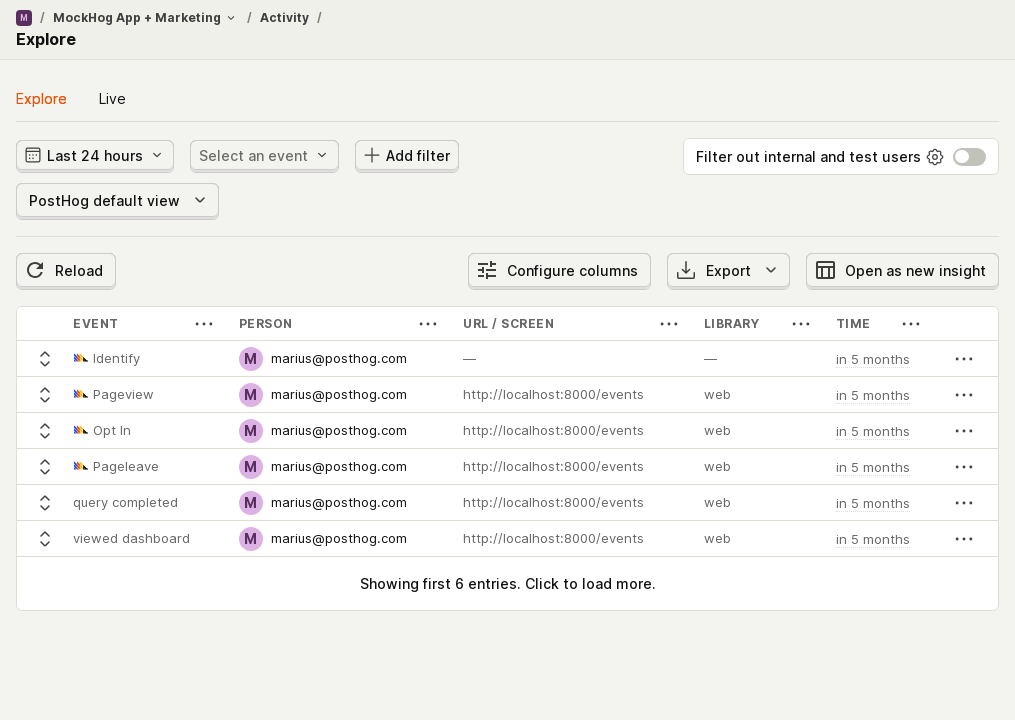 M / MockHog App + Marketing / Activity /
Explore
Explore Live
Last 24 hours Select an event Add filter Filter out internal and test users
PostHog default view
Reload Configure columns Export Open as new insight
EVENT PERSON URL / SCREEN LIBRARY TIME
Identify M marius@posthog.com — — in 5 months
Pageview M marius@posthog.com http://localhost:8000/events web in 5 months
Opt In M marius@posthog.com http://localhost:8000/events web in 5 months
Pageleave M marius@posthog.com http://localhost:8000/events web in 5 months
query completed M marius@posthog.com http://localhost:8000/events web in 5 months
viewed dashboard M marius@posthog.com http://localhost:8000/events web in 5 months
Showing first 6 entries. Click to load more.